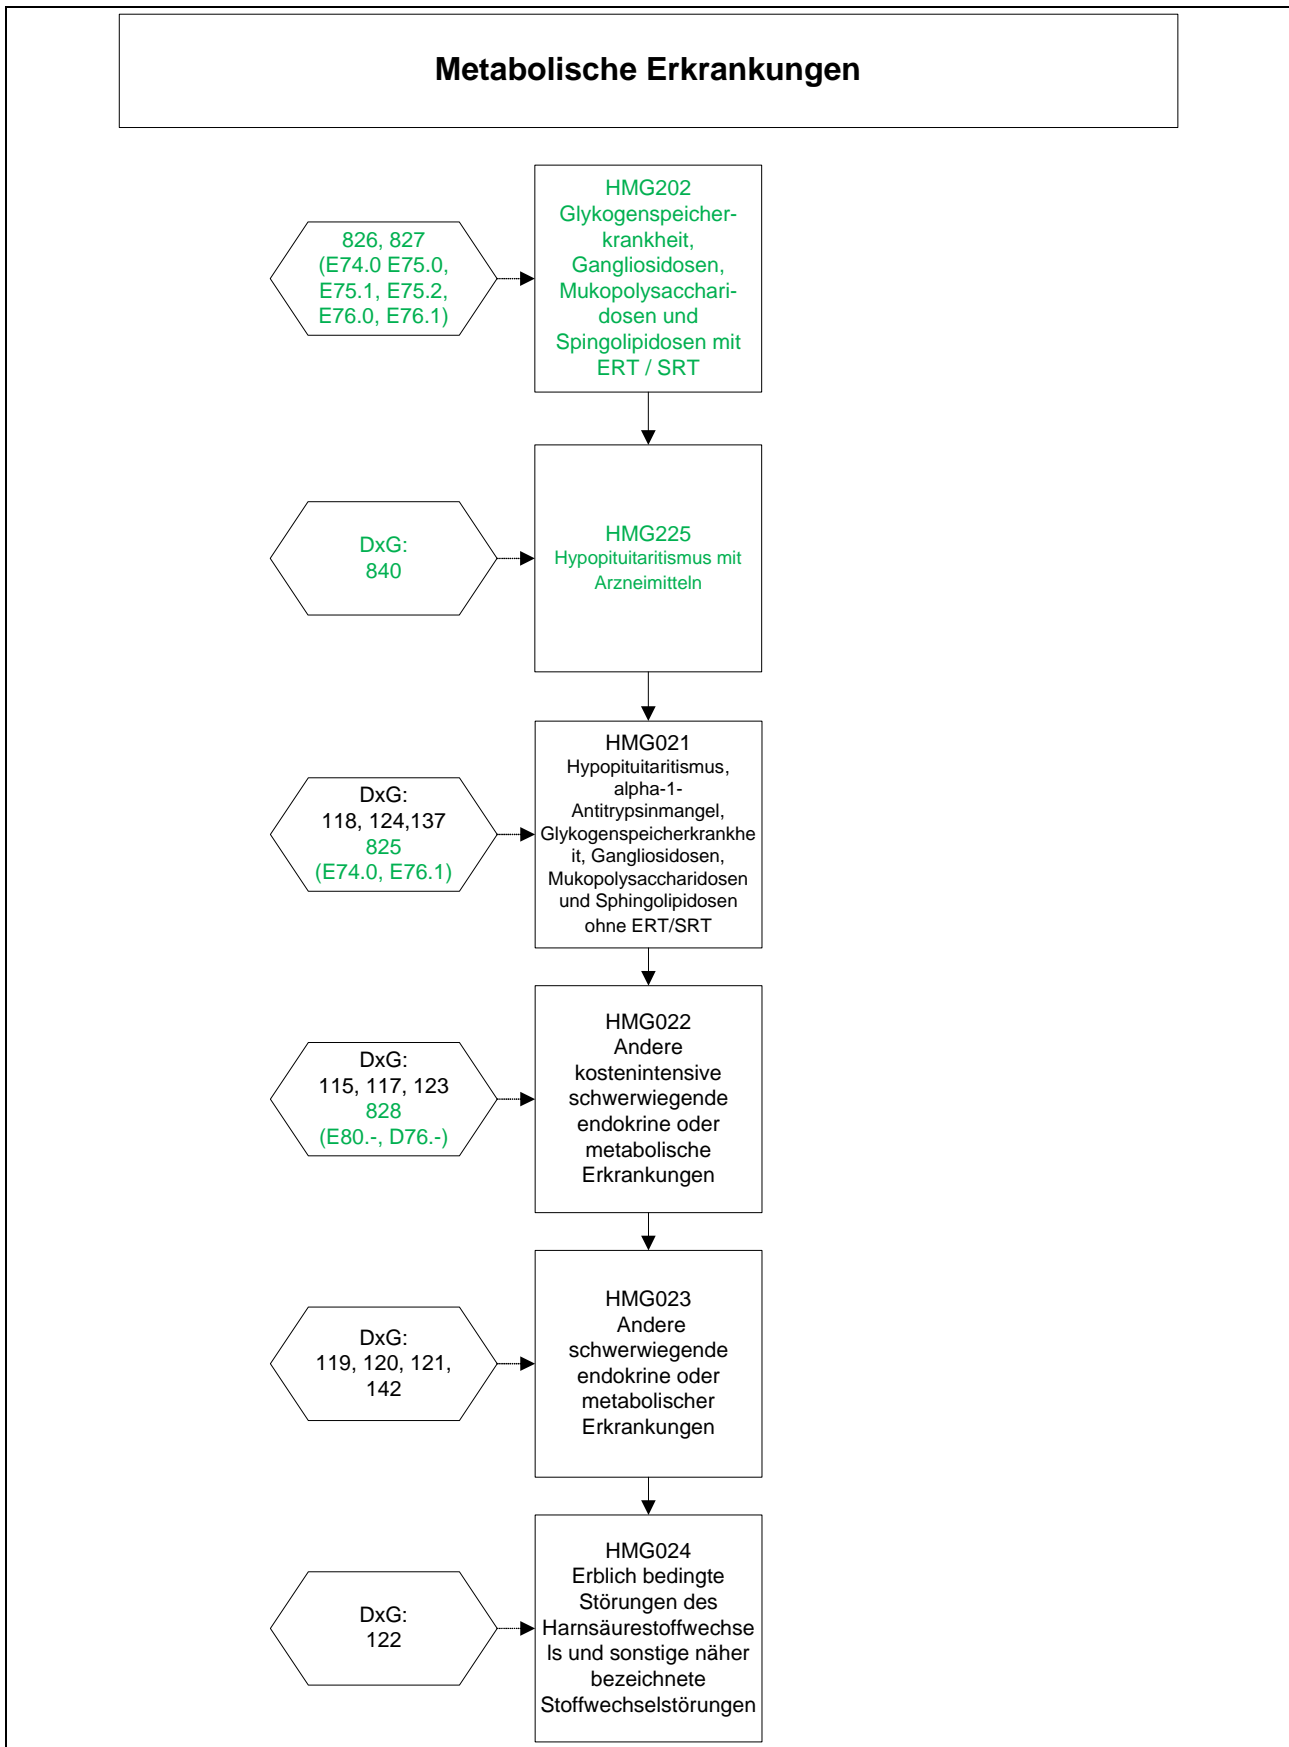 Metabolische Erkrankungen
826, 827
(E74.0 E75.0,
E75.1, E75.2,
E76.0, E76.1)
HMG202
Glykogenspeicher-
krankheit,
Gangliosidosen,
Mukopolysacchari-
dosen und
Spingolipidosen mit
ERT / SRT
DxG:
840
HMG225
Hypopituitaritismus mit
Arzneimitteln
DxG:
118, 124,137
825
(E74.0, E76.1)
HMG021
Hypopituitaritismus,
alpha-1-
Antitrypsinmangel,
Glykogenspeicherkrankhe
it, Gangliosidosen,
Mukopolysaccharidosen
und Sphingolipidosen
ohne ERT/SRT
DxG:
115, 117, 123
828
(E80.-, D76.-)
HMG022
Andere
kostenintensive
schwerwiegende
endokrine oder
metabolische
Erkrankungen
DxG:
119, 120, 121,
142
HMG023
Andere
schwerwiegende
endokrine oder
metabolischer
Erkrankungen
DxG:
122
HMG024
Erblich bedingte
Störungen des
Harnsäurestoffwechse
ls und sonstige näher
bezeichnete
Stoffwechselstörungen